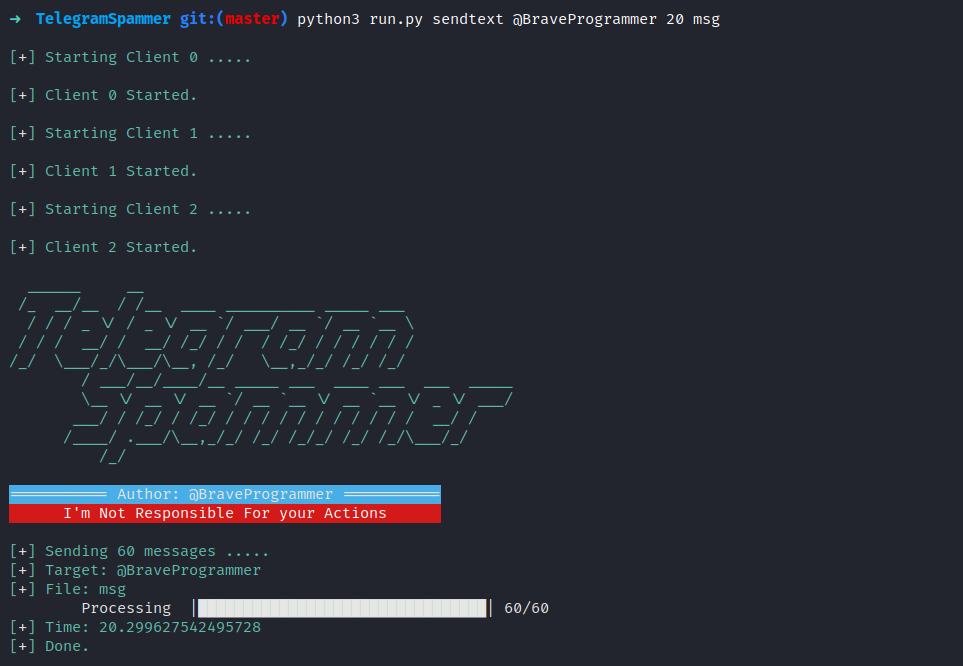 → TelegramSpammer git:(master) python3 run.py sendtext @BraveProgrammer 20 msg
[+] Starting Client 0 .....
[+] Client 0 Started.
[+] Starting Client 1 .....
[+] Client 1 Started.
[+] Starting Client 2 .....
[+] Client 2 Started.
Telegram
Spammer
=========== Author: @BraveProgrammer ===========
I'm Not Responsible For your Actions
[+] Sending 60 messages .....
[+] Target: @BraveProgrammer
[+] File: msg
Processing | | 60/60
[+] Time: 20.299627542495728
[+] Done.